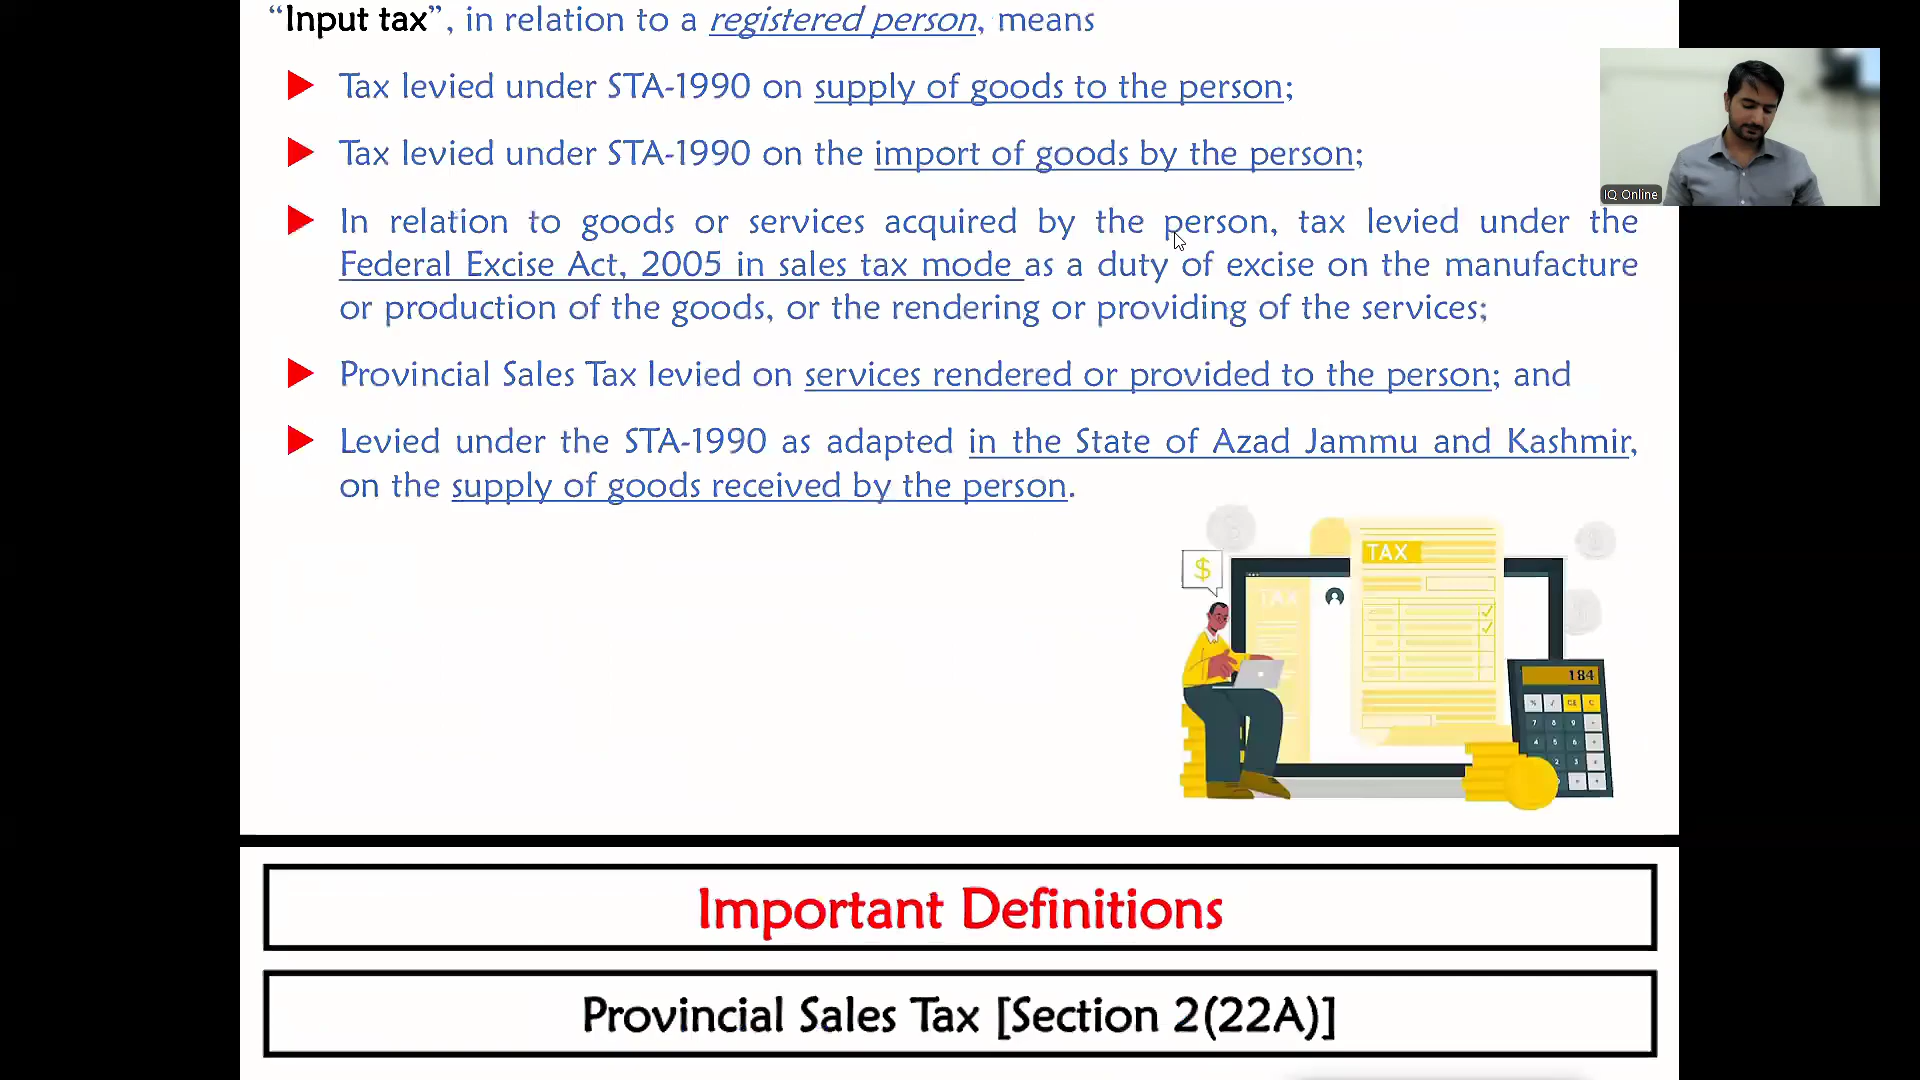 “Input tax”, in relation to a registered person, means
Tax levied under STA-1990 on supply of goods to the person;
Tax levied under STA-1990 on the import of goods by the person;
IQ Online
In relation to goods or services acquired by the person, tax levied under the
Federal Excise Act, 2005 in sales tax mode as a duty of excise on the manufacture
or production of the goods, or the rendering or providing of the services;
Provincial Sales Tax levied on services rendered or provided to the person; and
Levied under the STA-1990 as adapted in the State of Azad Jammu and Kashmir,
on the supply of goods received by the person.
TAX
$
TAX
184
Important Definitions
Provincial Sales Tax [Section 2(22A)]